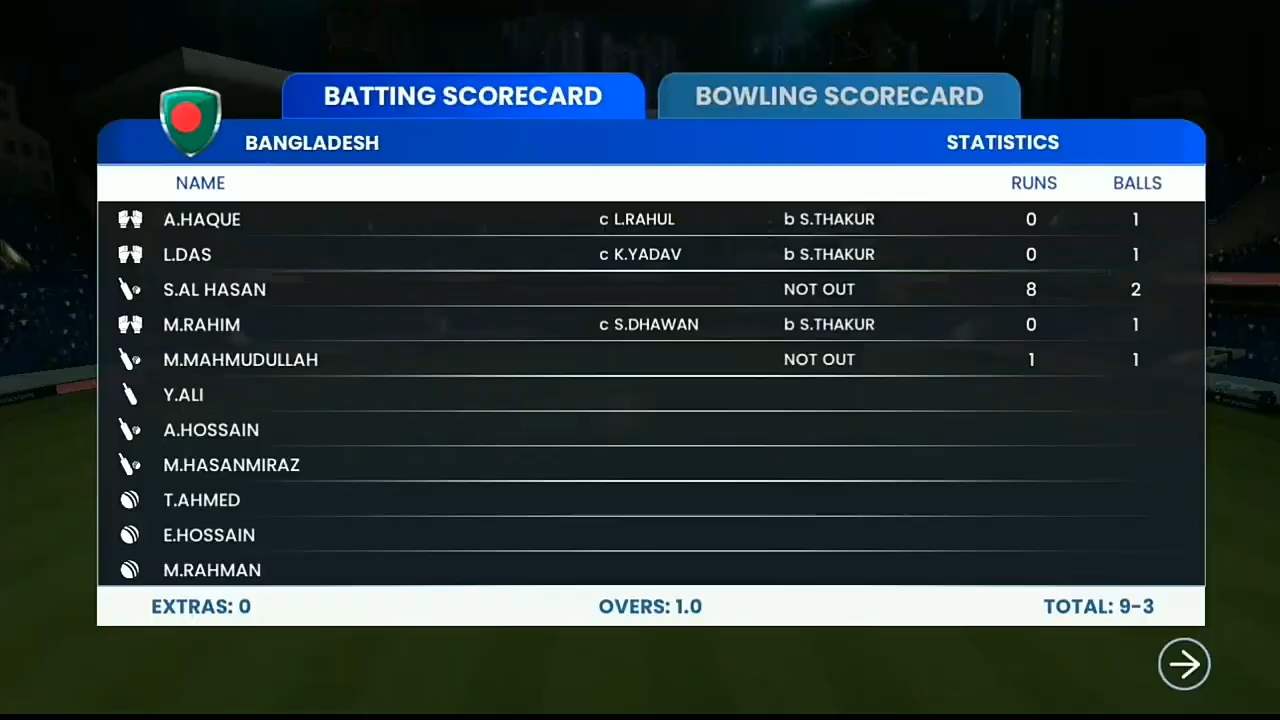 BATTING SCORECARD BOWLING SCORECARD
BANGLADESH STATISTICS
NAME RUNS BALLS
A.HAQUE c L.RAHUL b S.THAKUR 0 1
L.DAS c K.YADAV b S.THAKUR 0 1
S.AL HASAN NOT OUT 8 2
M.RAHIM c S.DHAWAN b S.THAKUR 0 1
M.MAHMUDULLAH NOT OUT 1 1
Y.ALI
A.HOSSAIN
M.HASANMIRAZ
T.AHMED
E.HOSSAIN
M.RAHMAN
EXTRAS: 0 OVERS: 1.0 TOTAL: 9-3